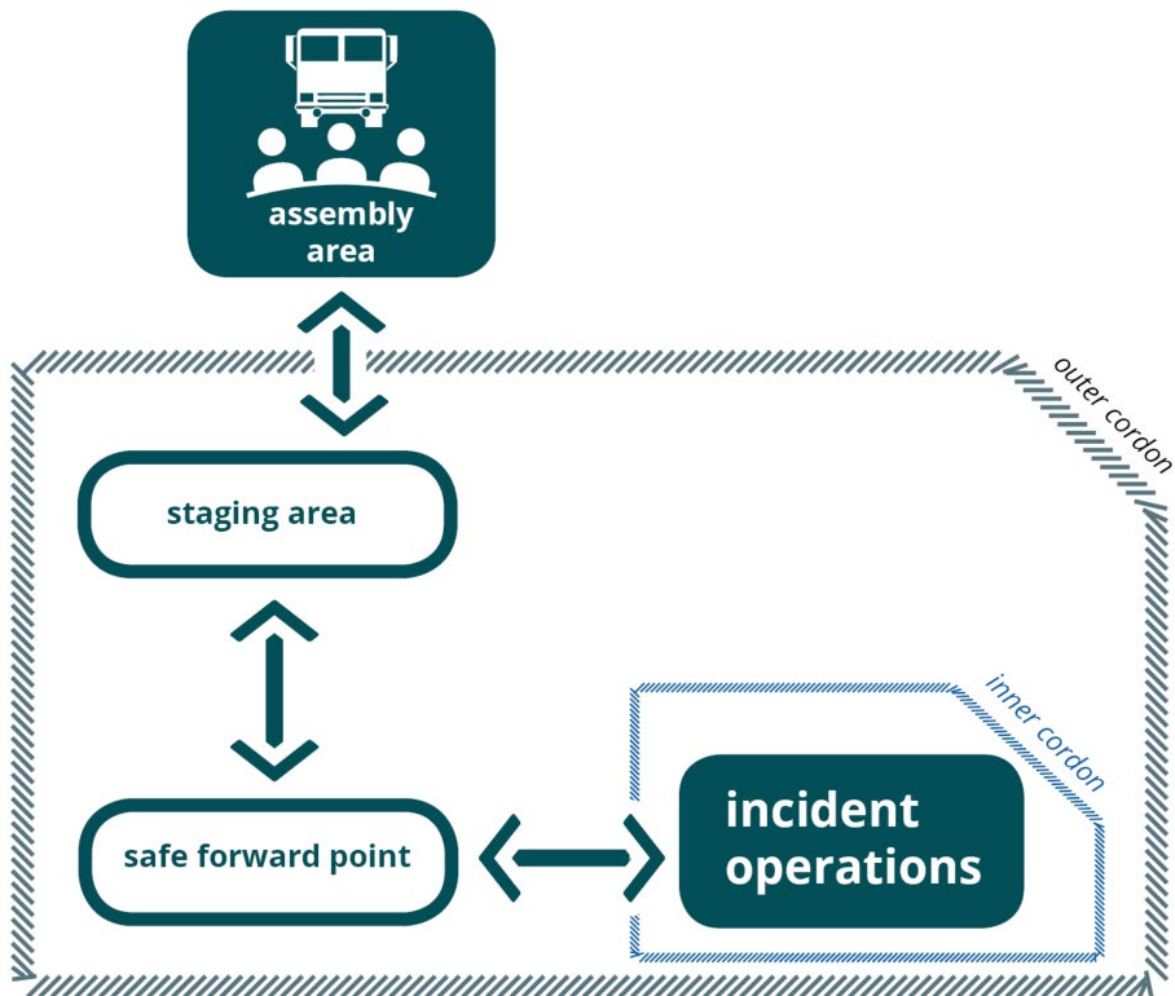 assembly
area
outer cordon
staging area
inner cordon
safe forward point
incident
operations